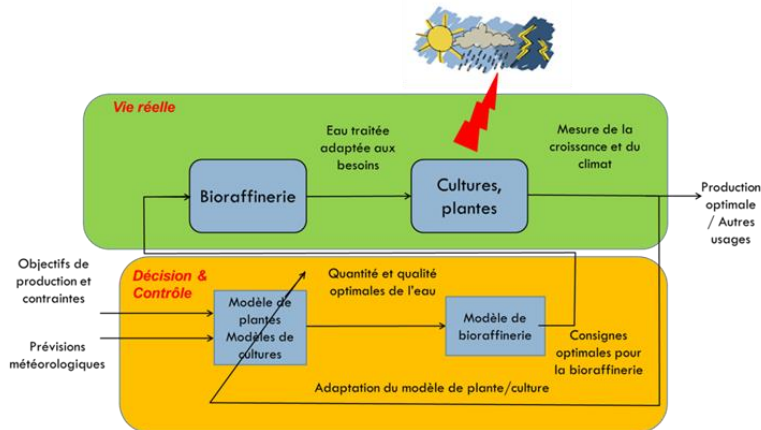 Vie réelle
Eau traitée
adaptée aux
besoins
Mesure de la
croissance et du
climat
Bioraffinerie
Cultures,
plantes
Production
optimale
/ Autres
usages
Objectifs de
production et
contraintes
Prévisions
météorologiques
Décision &
Contrôle
Quantité et qualité
optimales de l'eau
Modèle de
plantes
Modèles de
cultures
Modèle de
bioraffinerie
Consignes
optimales pour
la bioraffinerie
Adaptation du modèle de plante/culture